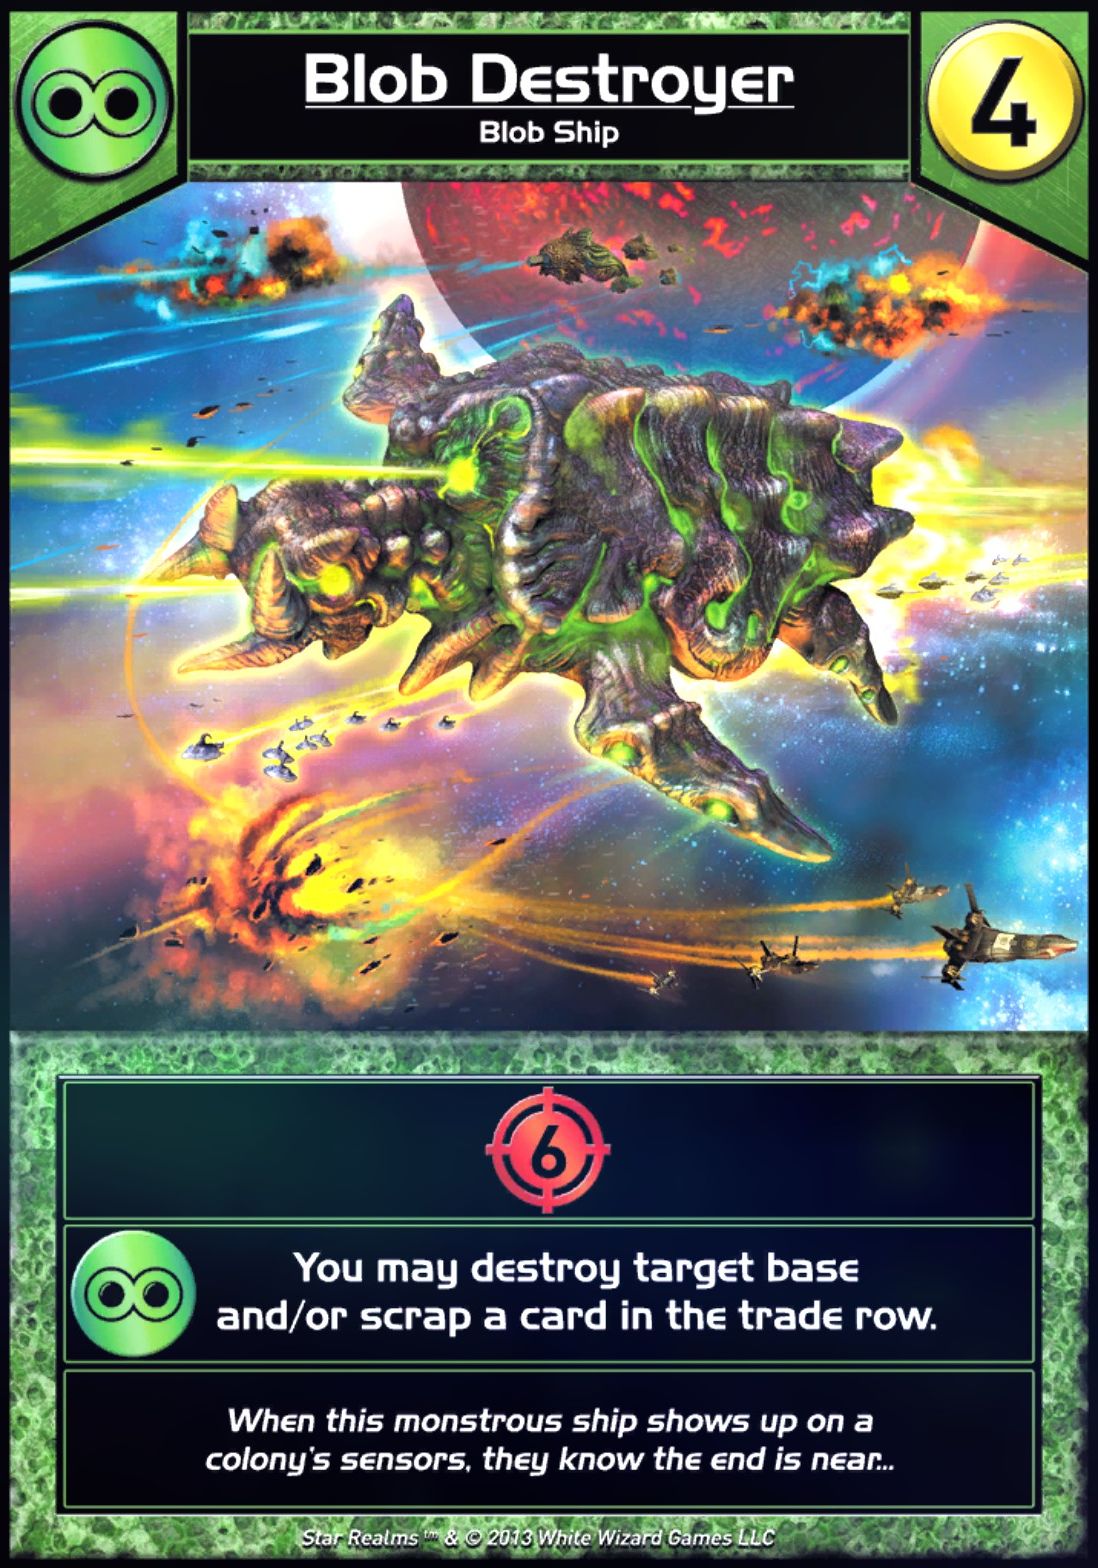 Blob Destroyer
Blob Ship
4
6
You may destroy target base
and/or scrap a card in the trade row.
When this monstrous ship shows up on a
colony's sensors, they know the end is near...
Star Realms™ & © 2013 White Wizard Games LLC